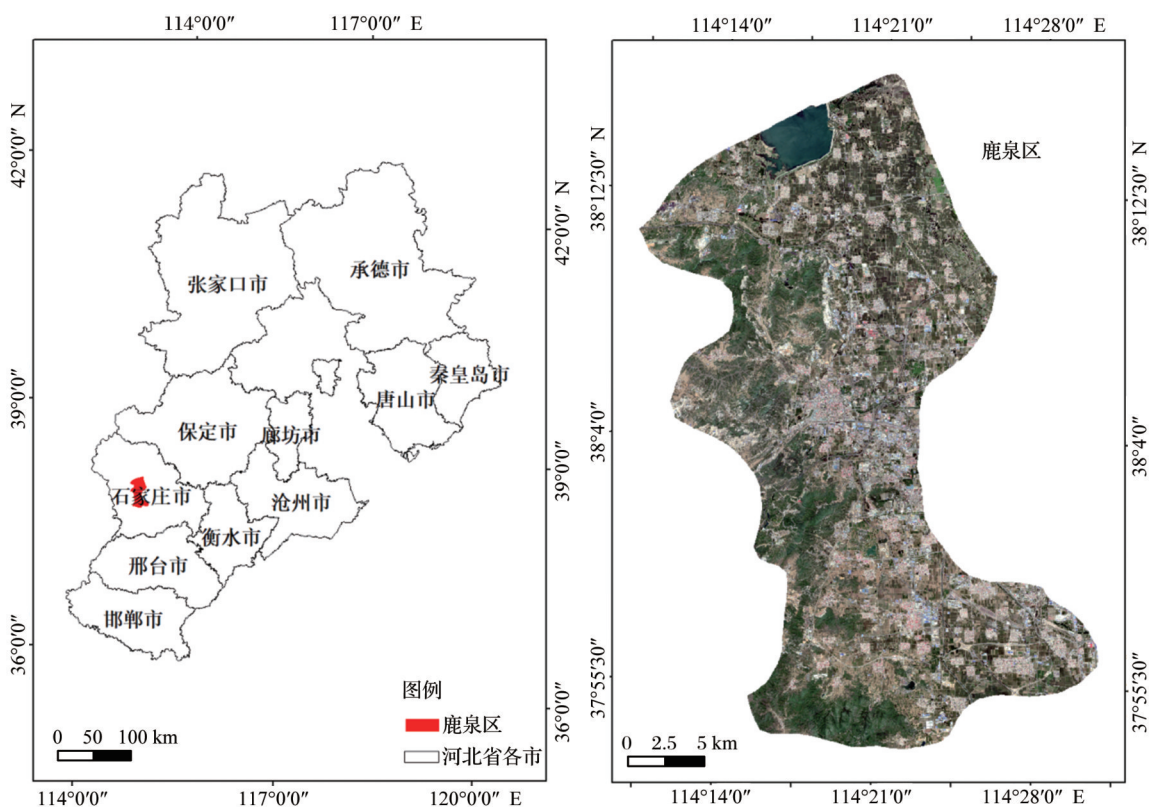 114°0′0″
117°0′0″ E
42°0′0″ N
39°0′0″
36°0′0″
张家口市
承德市
秦皇岛市
唐山市
保定市
廊坊市
石家庄市
沧州市
衡水市
邢台市
邯郸市
42°0′0″ N
39°0′0″
36°0′0″
图例
鹿泉区
河北省各市
0 50 100 km
114°0′0″
117°0′0″
120°0′0″ E
114°14′0″
114°21′0″
114°28′0″ E
38°12′30″ N
38°4′0″
37°55′30″
鹿泉区
38°12′30″ N
38°4′0″
37°55′30″
0 2.5 5 km
114°14′0″
114°21′0″
114°28′0″ E